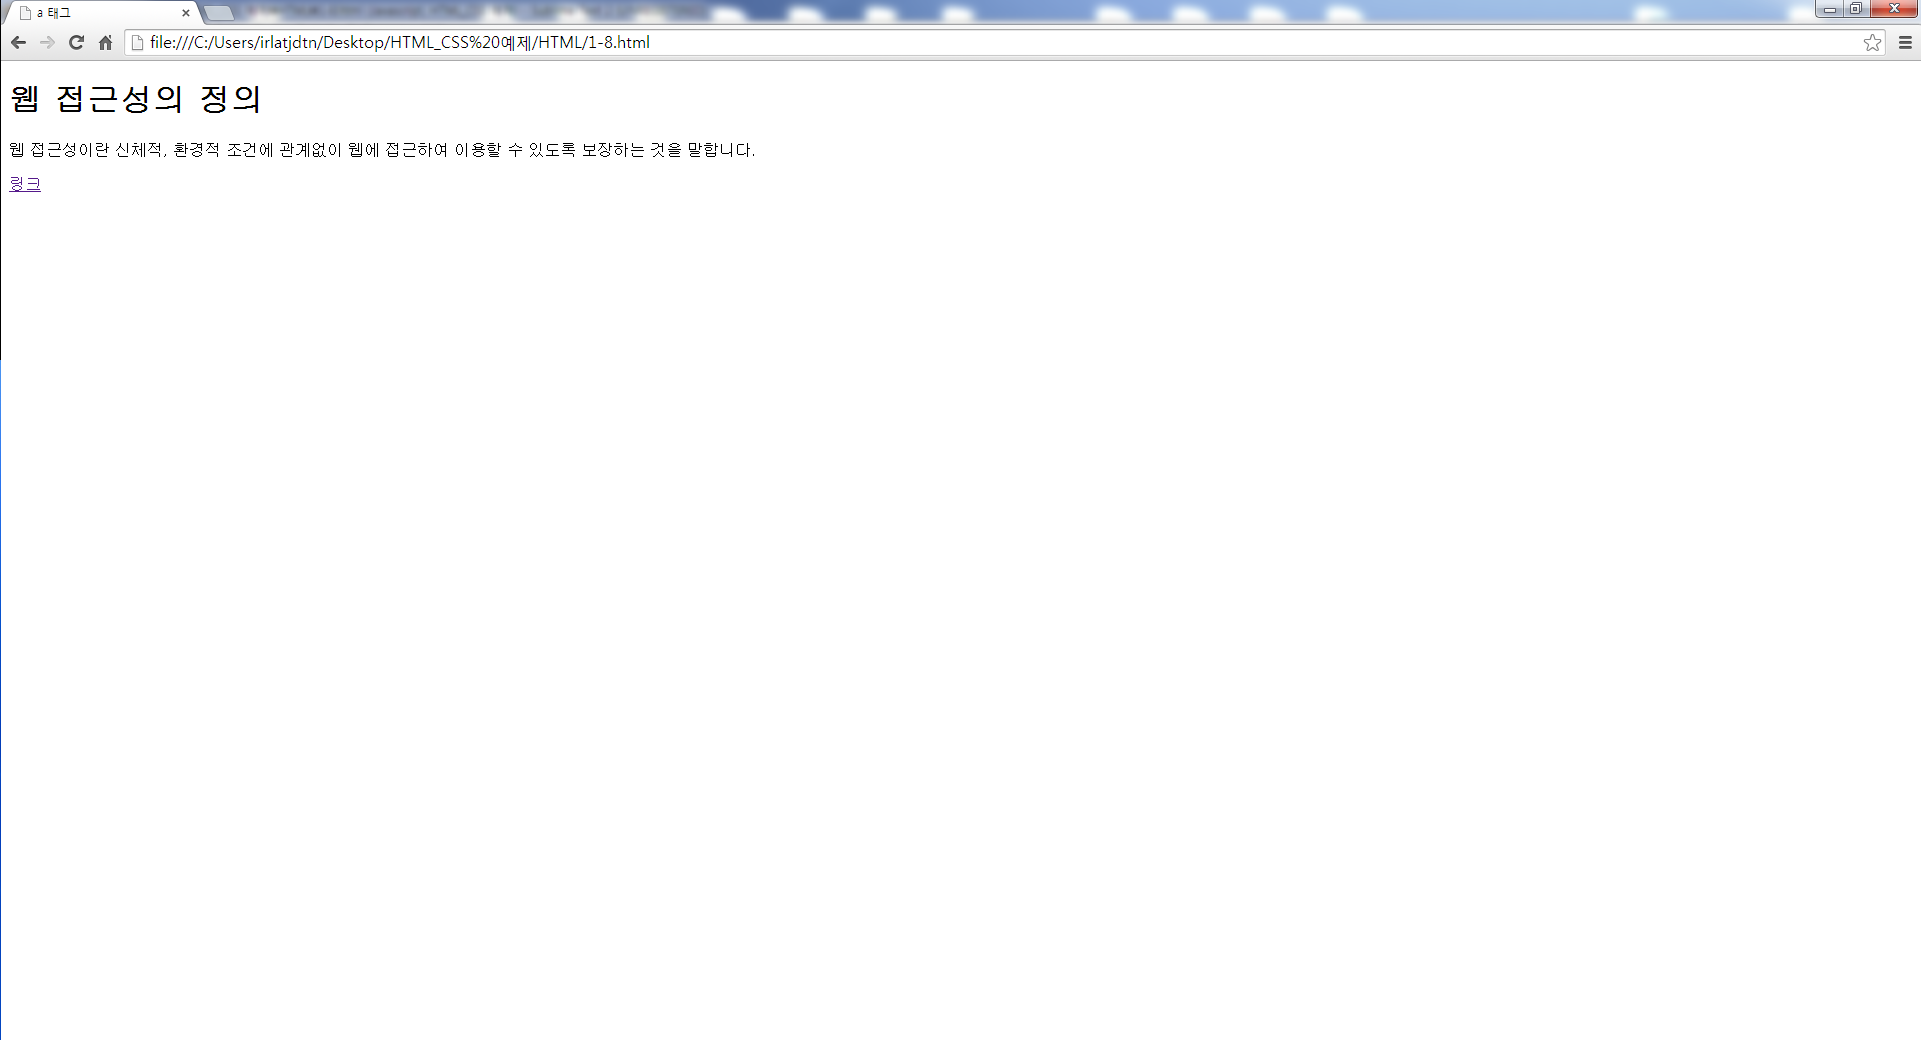 a 태그
file:///C:/Users/irlatjdtn/Desktop/HTML_CSS%20예제/HTML/1-8.html
웹 접근성의 정의
웹 접근성이란 신체적, 환경적 조건에 관계없이 웹에 접근하여 이용할 수 있도록 보장하는 것을 말합니다.
링크